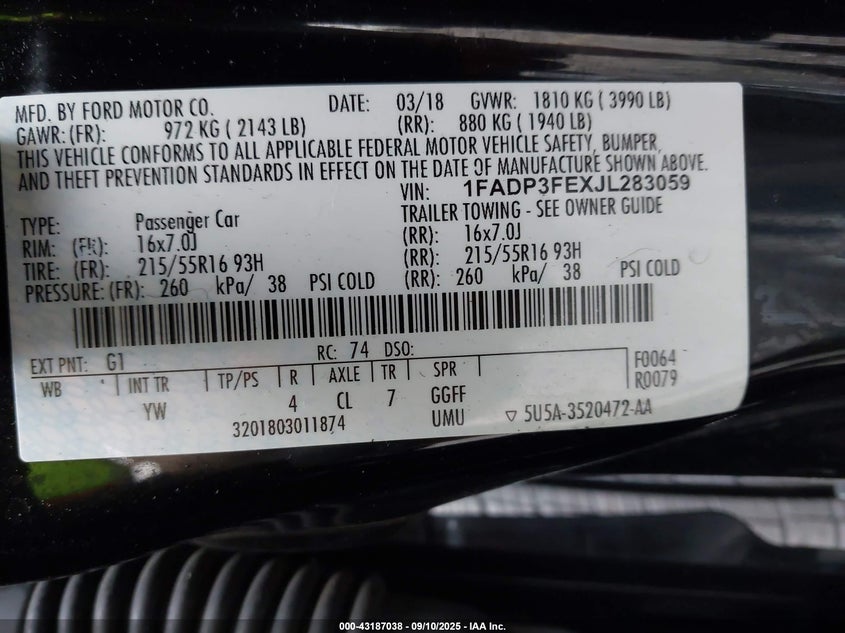 MFD. BY FORD MOTOR CO. DATE: 03/18 GVWR: 1810 KG ( 3990 LB)
GAWR: (FR): 972 KG ( 2143 LB) (RR): 880 KG ( 1940 LB)
THIS VEHICLE CONFORMS TO ALL APPLICABLE FEDERAL MOTOR VEHICLE SAFETY, BUMPER,
AND THEFT PREVENTION STANDARDS IN EFFECT ON THE DATE OF MANUFACTURE SHOWN ABOVE.
VIN: 1FADP3FEXJL283059
TYPE: Passenger Car TRAILER TOWING - SEE OWNER GUIDE
RIM: (FR): 16x7.0J (RR): 16x7.0J
TIRE: (FR): 215/55R16 93H (RR): 215/55R16 93H
PRESSURE: (FR): 260 kPa/ 38 PSI COLD (RR): 260 kPa/ 38 PSI COLD
EXT PNT: G1 RC: 74 DSO: F0064
WB INT TR TP/PS R AXLE TR SPR R0079
YW 4 CL 7 GGFF
3201803011874 UMU ▽ 5U5A-3520472-AA
000-43187038 - 09/10/2025 - IAA Inc.